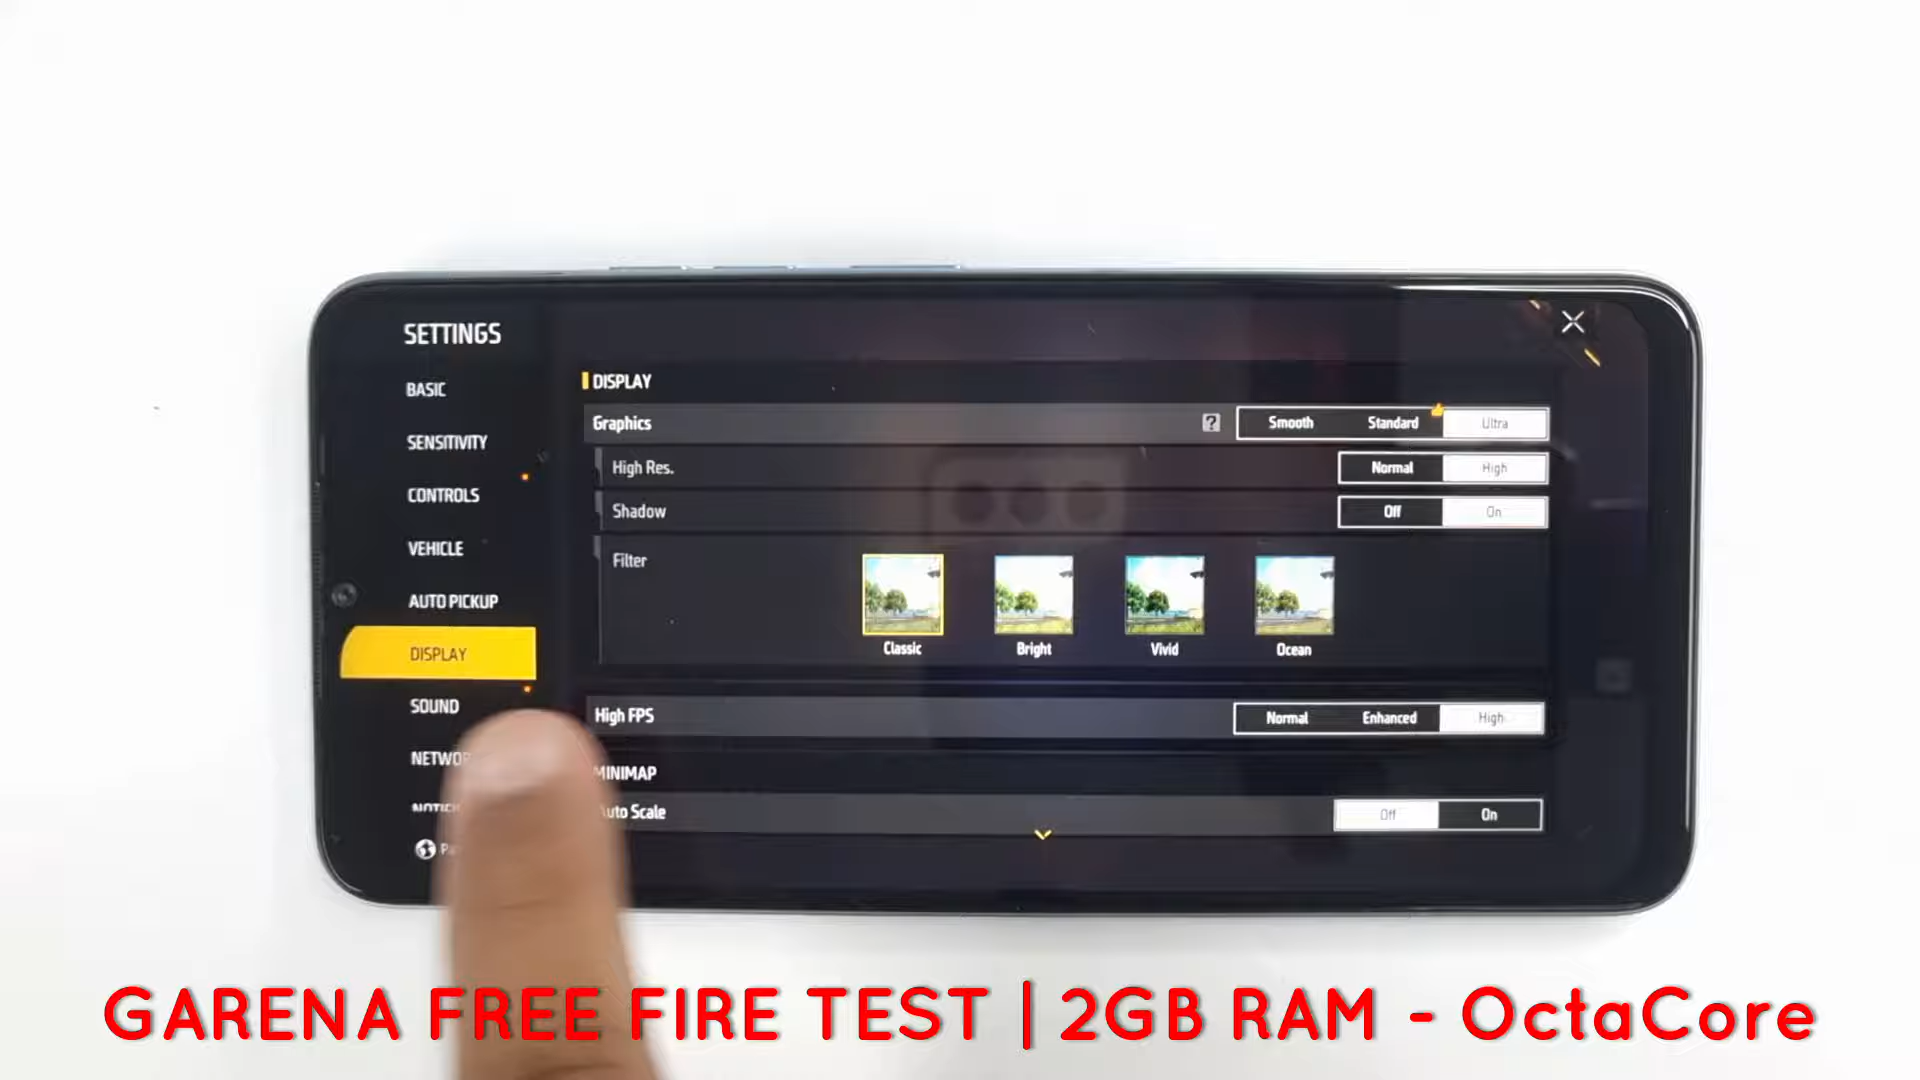 SETTINGS
BASIC
SENSITIVITY
CONTROLS
VEHICLE
AUTO PICKUP
DISPLAY
SOUND
DISPLAY
Graphics ? Smooth Standard Ultra
High Res. Normal High
Shadow Off On
Filter
Classic Bright Vivid Ocean
High FPS Normal Enhanced High
MINIMAP
Auto Scale Off On
GARENA FREE FIRE TEST | 2GB RAM - OctaCore